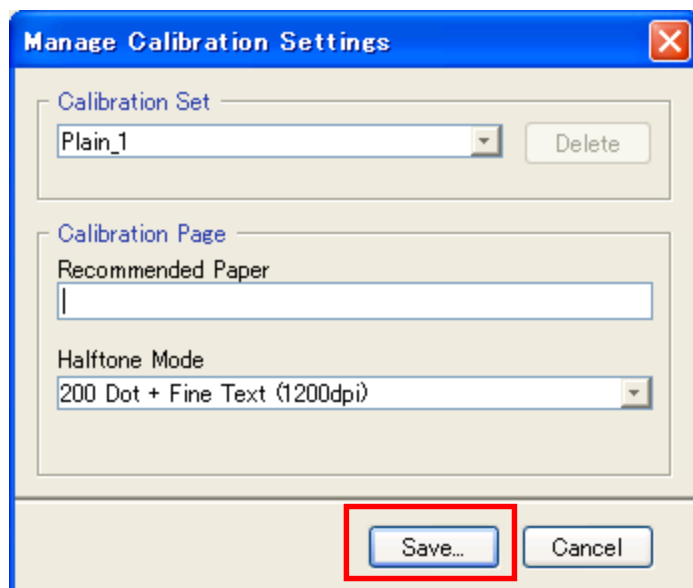 Manage Calibration Settings
Calibration Set
Plain_1
Delete
Calibration Page
Recommended Paper
Halftone Mode
200 Dot + Fine Text (1200dpi)
Save...
Cancel